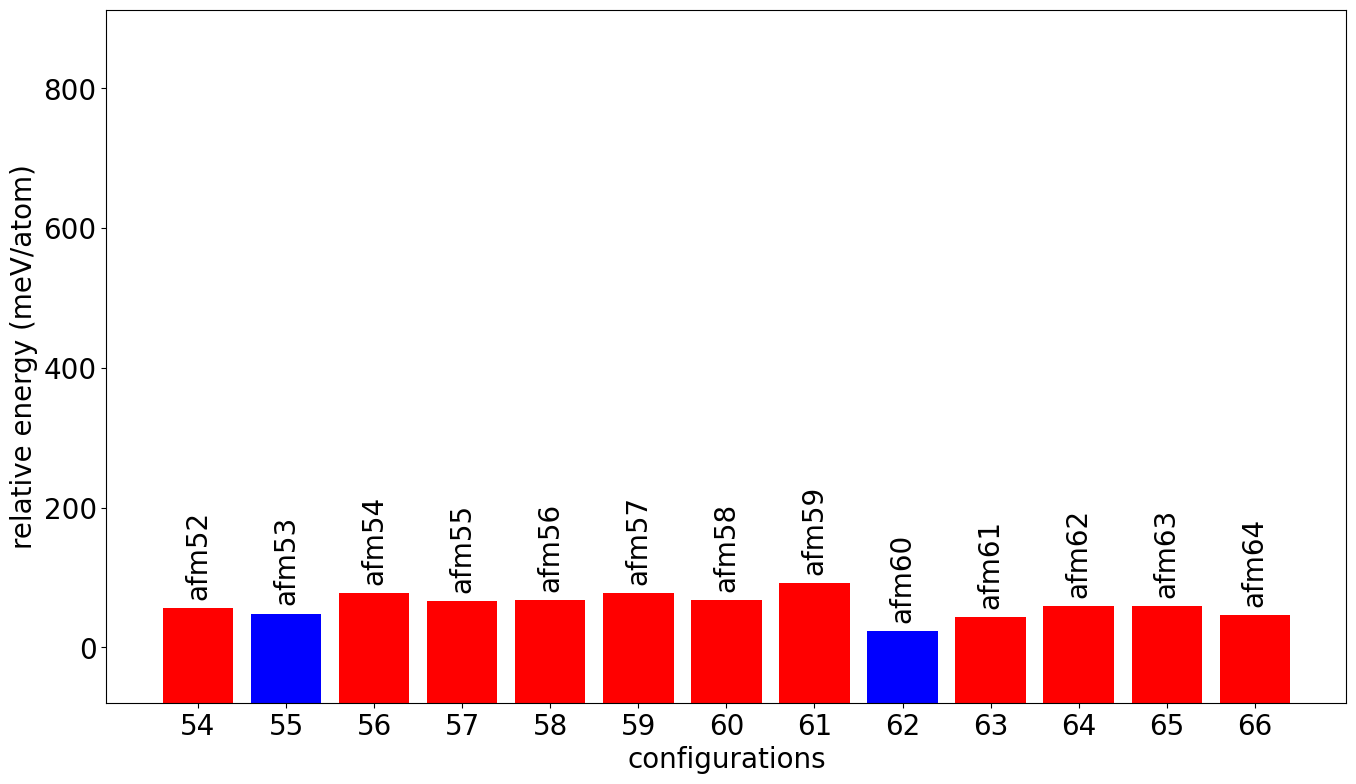 800
600
400
200
0
relative energy (meV/atom)
afm52
afm53
afm54
afm55
afm56
afm57
afm58
afm59
afm60
afm61
afm62
afm63
afm64
54 55 56 57 58 59 60 61 62 63 64 65 66
configurations